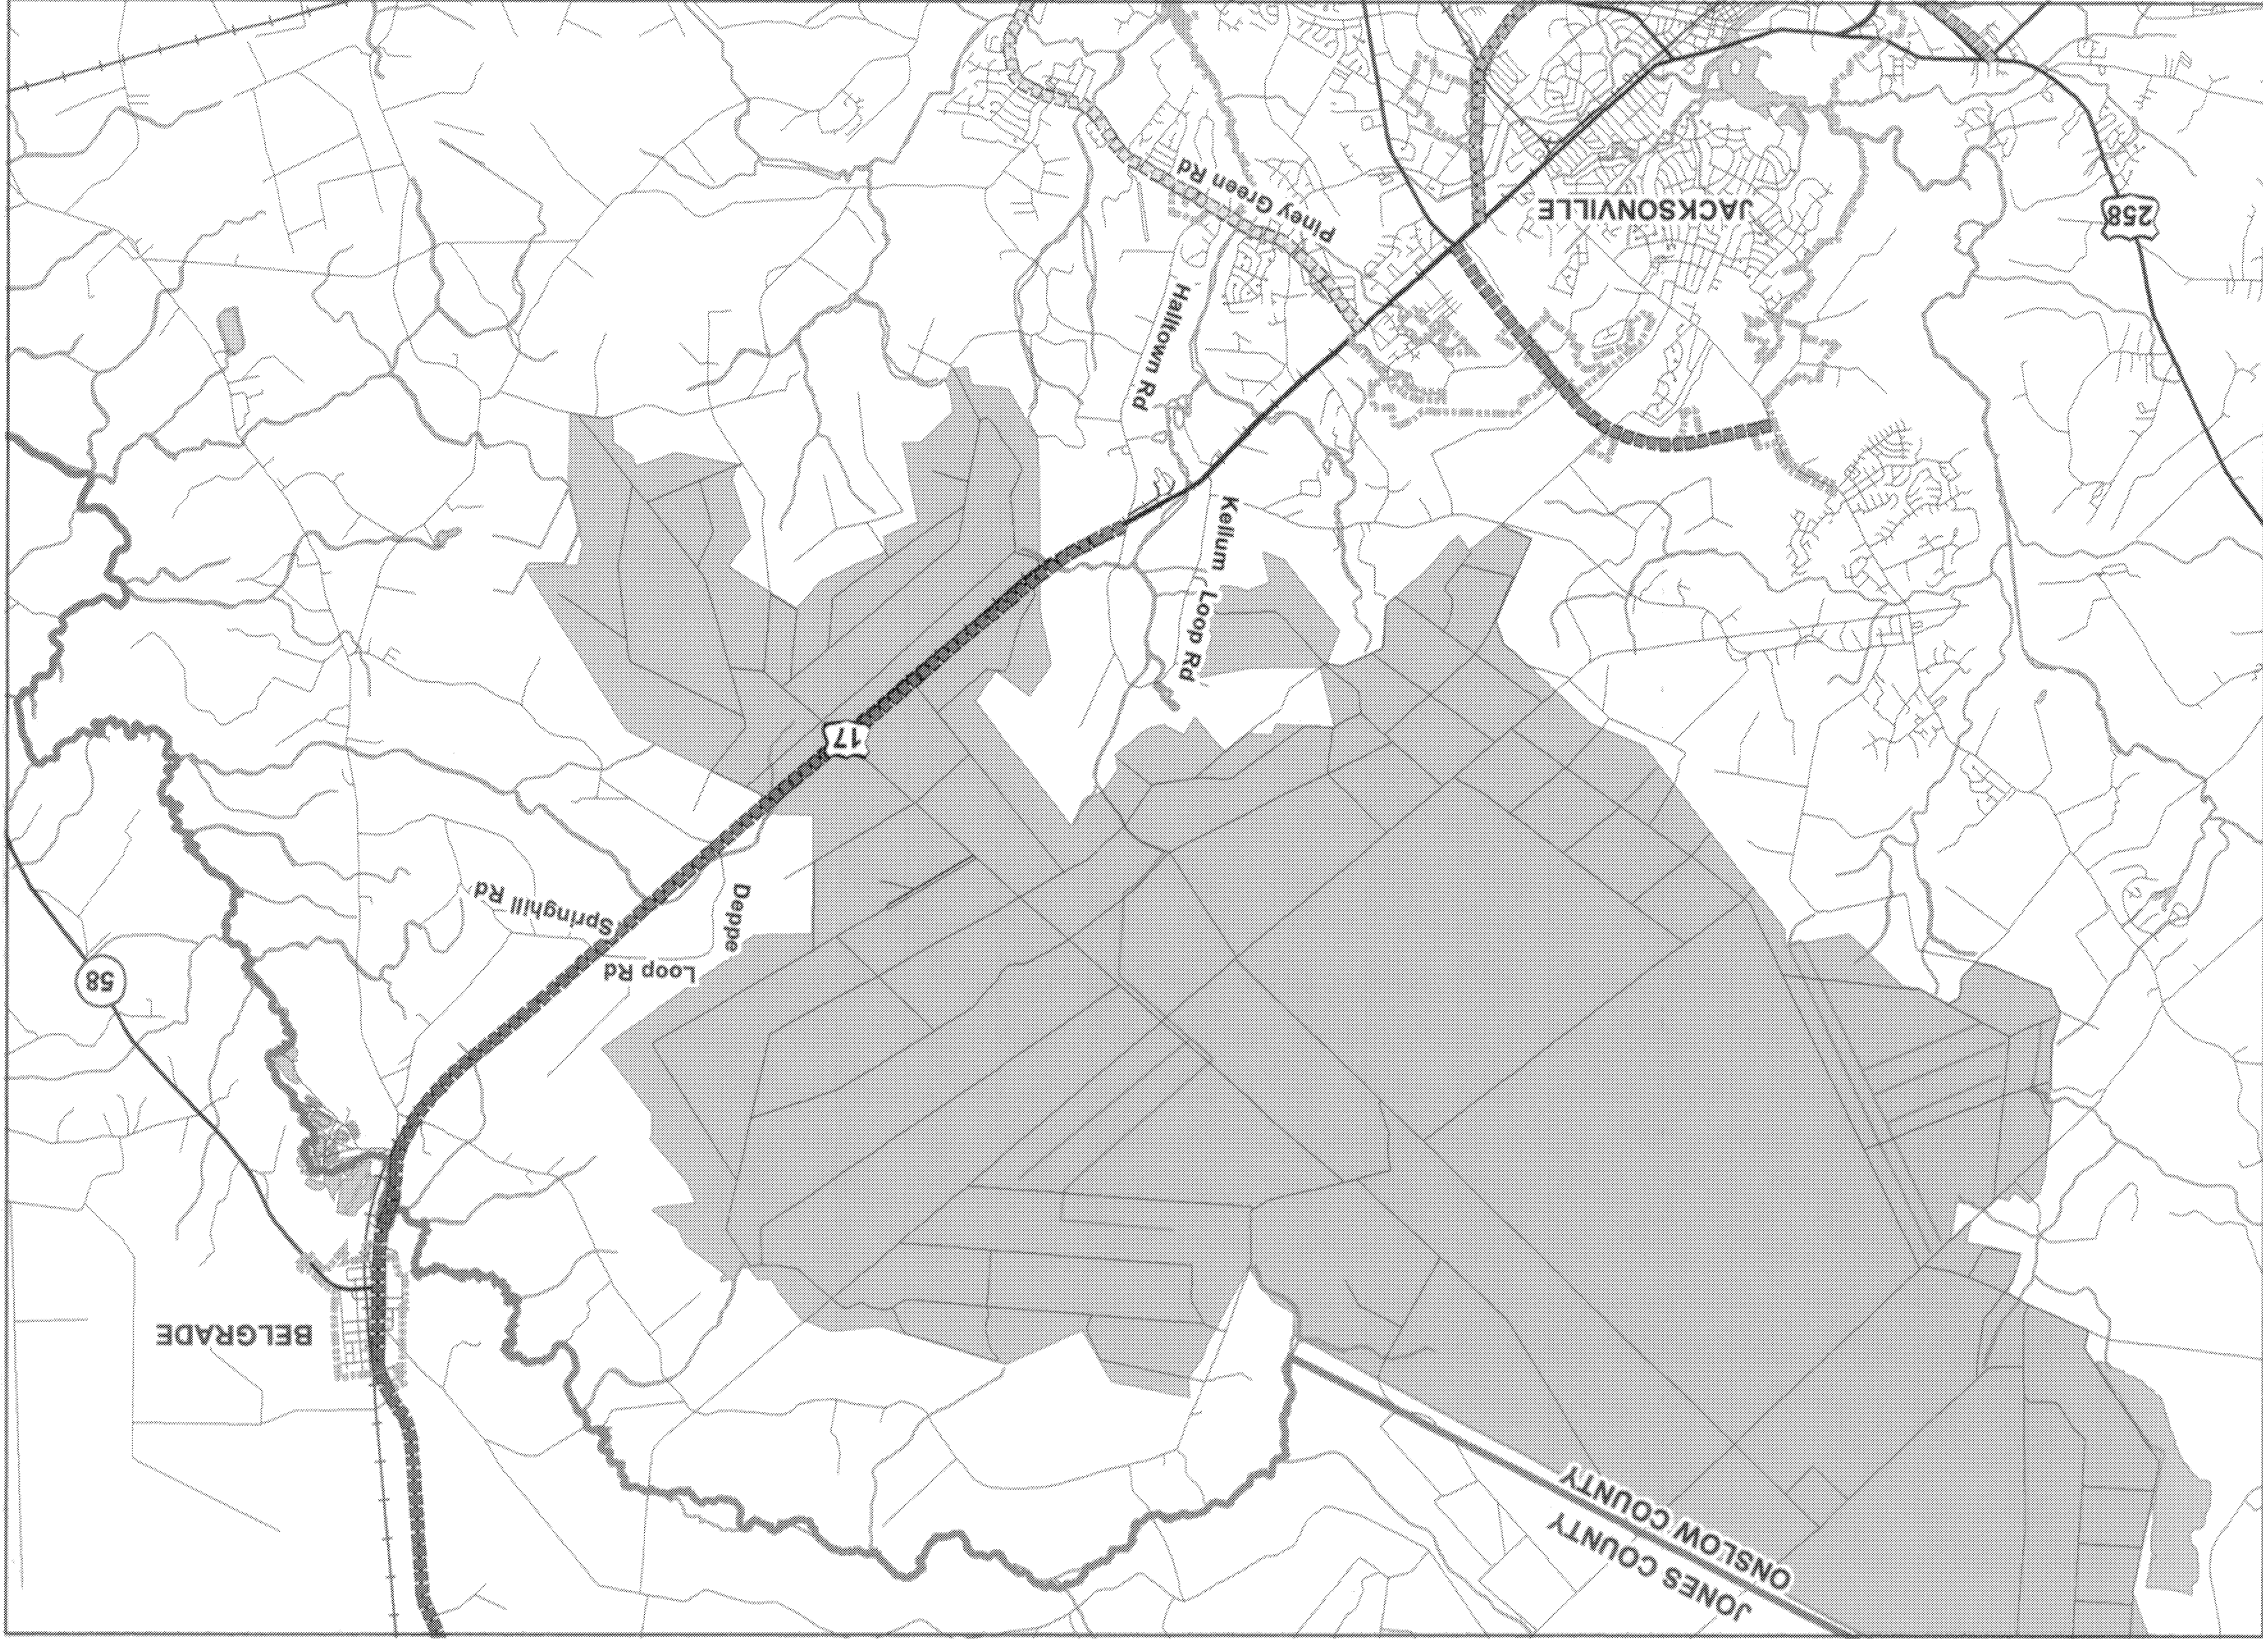 JONES COUNTY
ONSLOW COUNTY
BELGRADE
58
Loop Rd
Deppe
Springhill Rd
17
Kellum Loop Rd
Halltown Rd
258
JACKSONVILLE
Piney Green Rd